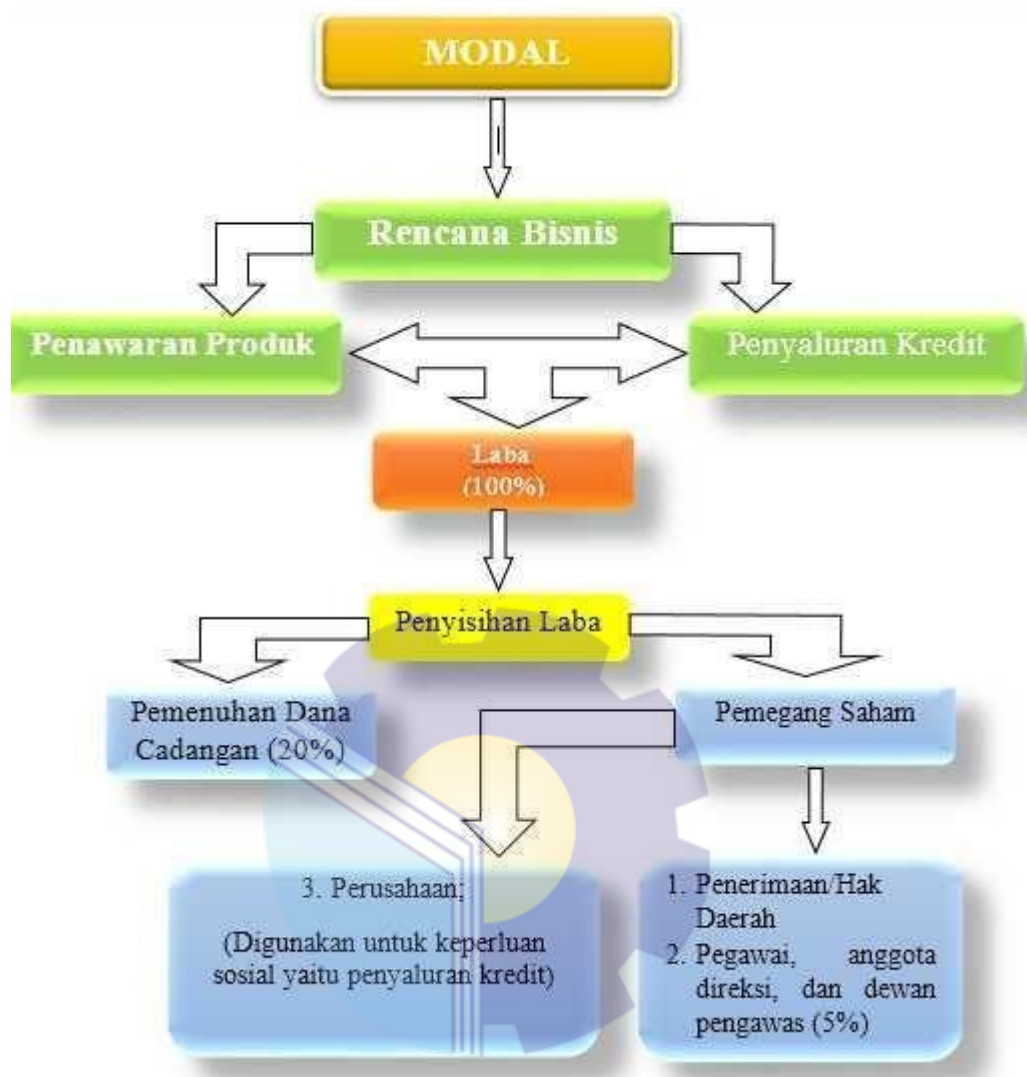 MODAL
Rencana Bisnis
Penawaran Produk
Penyaluran Kredit
Laba
(100%)
Penyisihan Laba
Pemenuhan Dana
Cadangan (20%)
Pemegang Saham
3. Perusahaan;
(Digunakan untuk keperluan
sosial yaitu penyaluran kredit)
1. Penerimaan/Hak
Daerah
2. Pegawai, anggota
direksi, dan dewan
pengawas (5%)